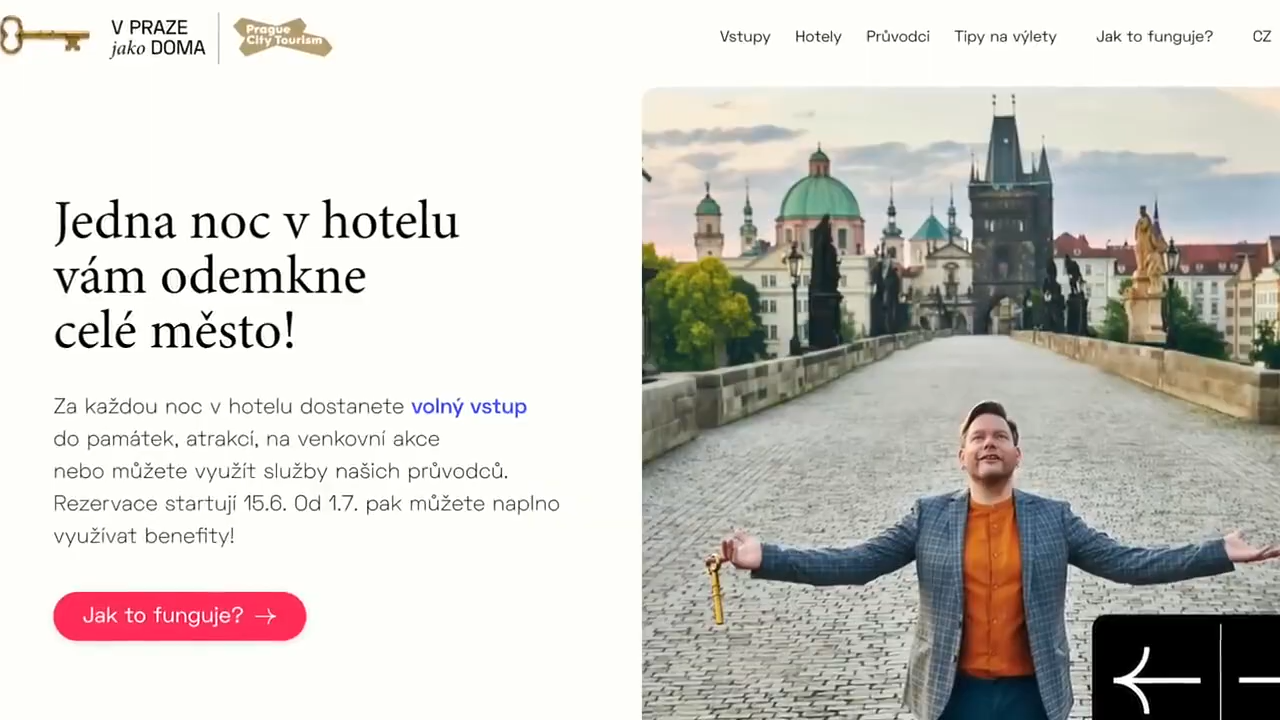 V PRAZE
jako DOMA
Prague
City Tourism
Vstupy Hotely Průvodci Tipy na výlety Jak to funguje? CZ
Jedna noc v hotelu
vám odemkne
celé město!
Za každou noc v hotelu dostanete volný vstup
do památek, atrakcí, na venkovní akce
nebo můžete využít služby našich průvodců.
Rezervace startují 15.6. Od 1.7. pak můžete naplno
využívat benefity!
Jak to funguje? →